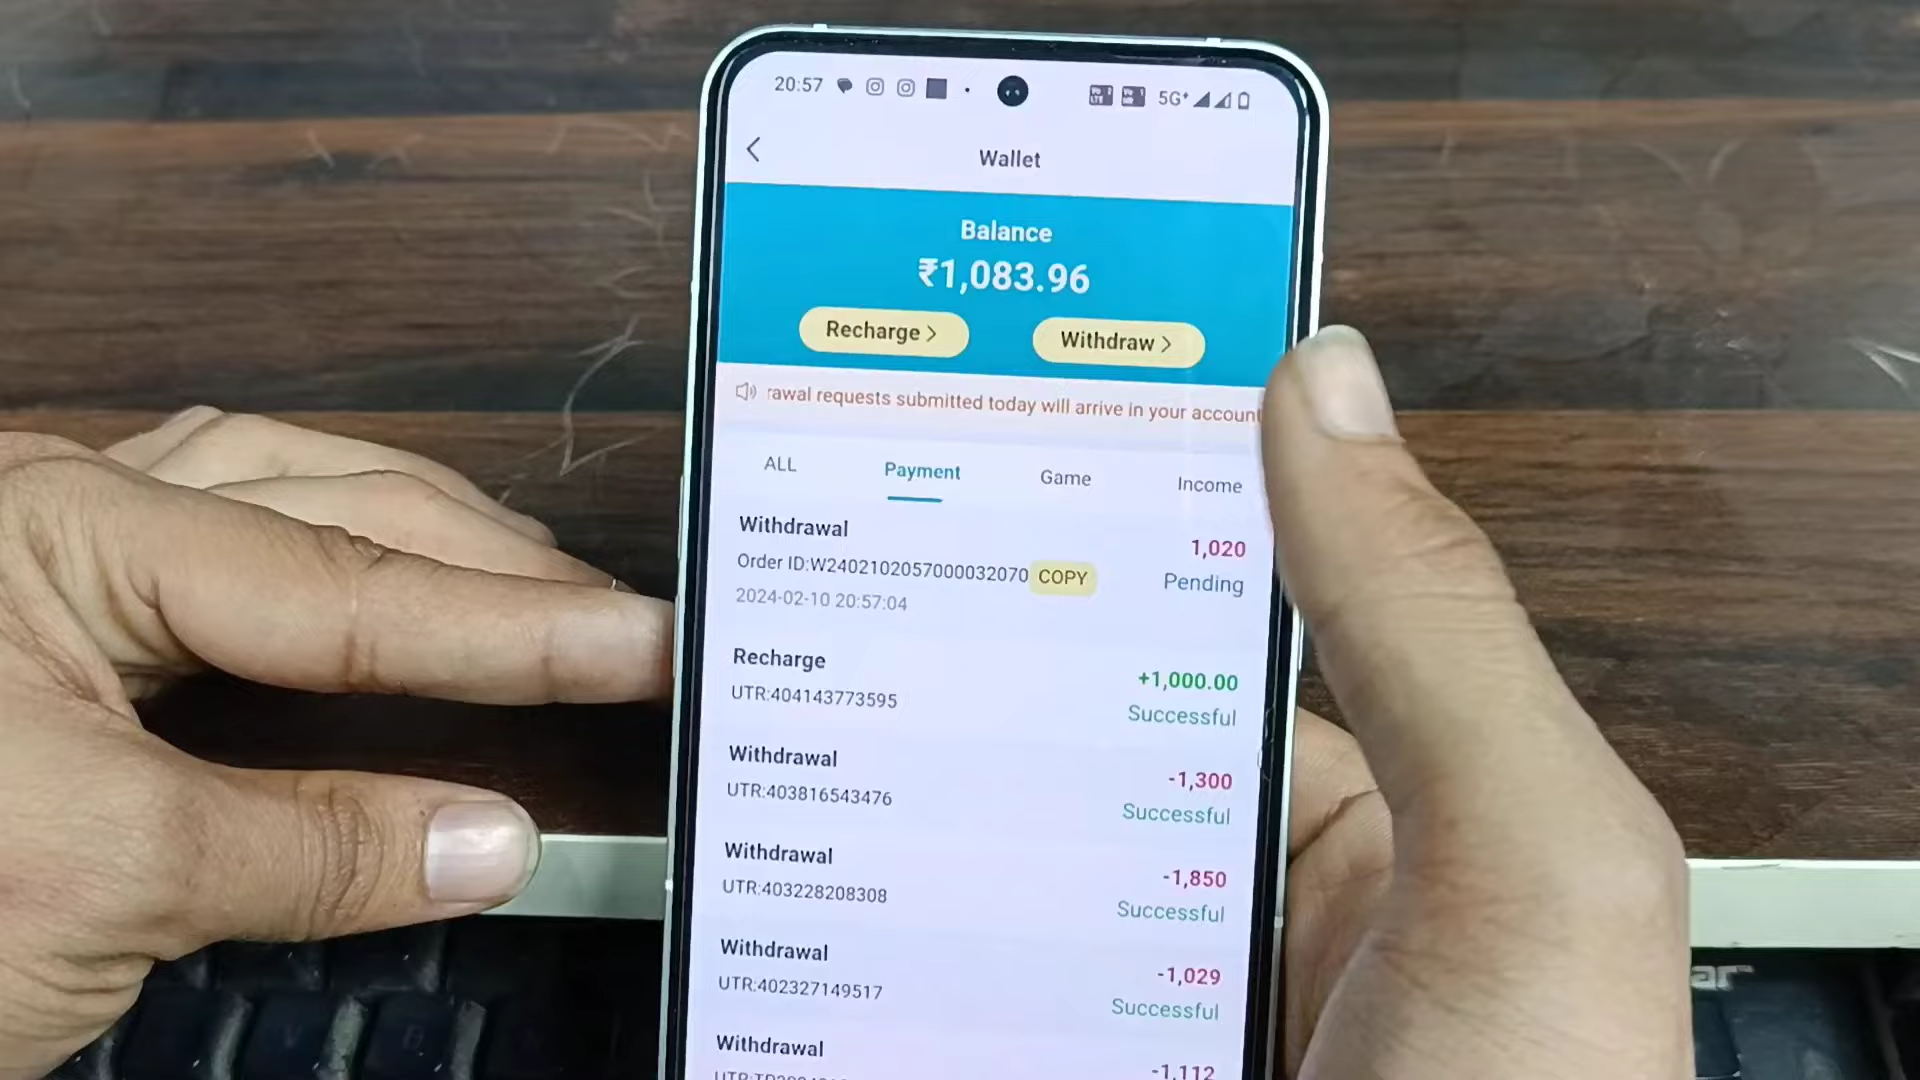 20:57
5G+
Wallet
Balance
₹1,083.96
Recharge >
Withdraw >
rawal requests submitted today will arrive in your account
ALL
Payment
Game
Income
Withdrawal
1,020
Order ID:W2402102057000032070
COPY
Pending
2024-02-10 20:57:04
Recharge
+1,000.00
UTR:404143773595
Successful
Withdrawal
-1,300
UTR:403816543476
Successful
Withdrawal
-1,850
UTR:403228208308
Successful
Withdrawal
-1,029
UTR:402327149517
Successful
Withdrawal
-1,112